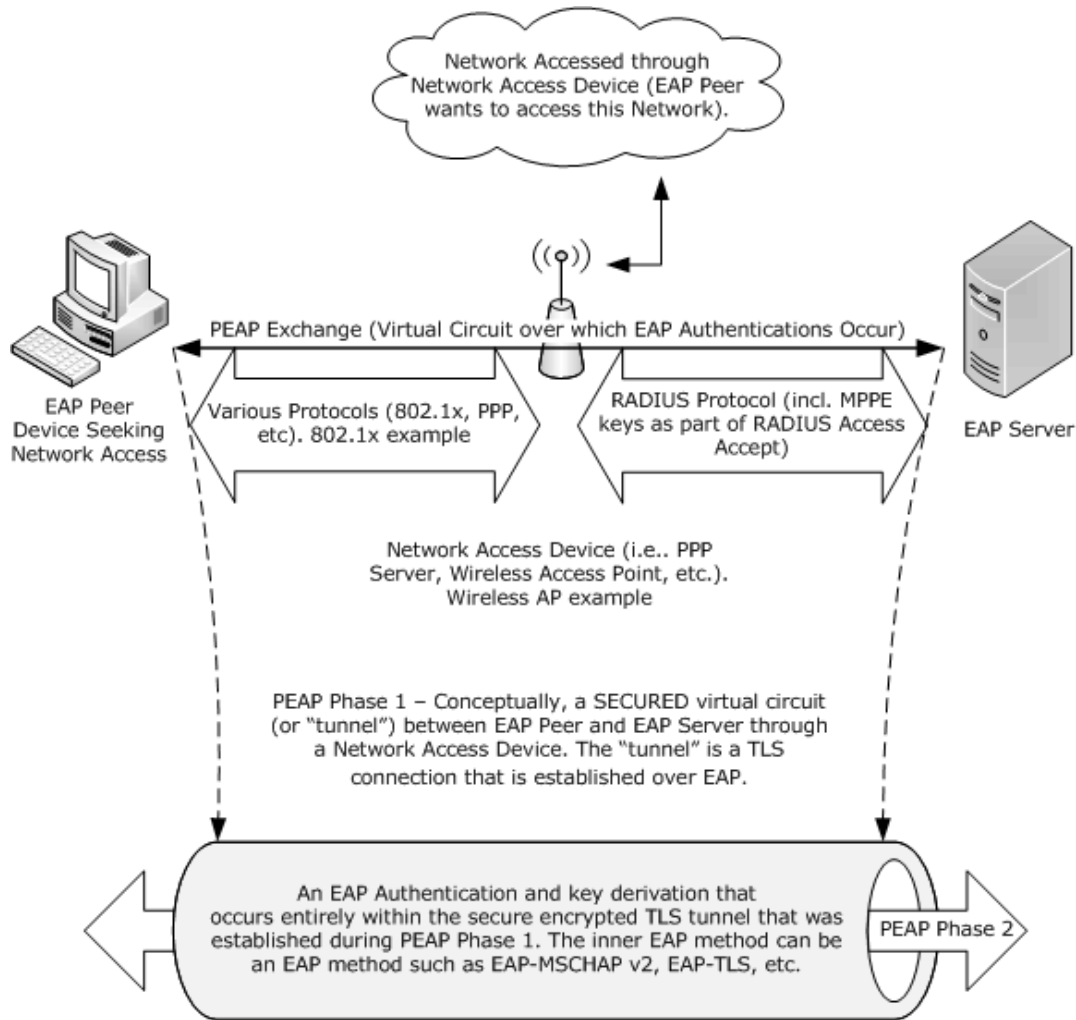 Network Accessed through
Network Access Device (EAP Peer
wants to access this Network).
PEAP Exchange (Virtual Circuit over which EAP Authentications Occur)
EAP Peer
Device Seeking
Network Access
Various Protocols (802.1x, PPP,
etc). 802.1x example
RADIUS Protocol (incl. MPPE
keys as part of RADIUS Access
Accept)
EAP Server
Network Access Device (i.e.. PPP
Server, Wireless Access Point, etc.).
Wireless AP example
PEAP Phase 1 – Conceptually, a SECURED virtual circuit
(or “tunnel”) between EAP Peer and EAP Server through
a Network Access Device. The “tunnel” is a TLS
connection that is established over EAP.
An EAP Authentication and key derivation that
occurs entirely within the secure encrypted TLS tunnel that was
established during PEAP Phase 1. The inner EAP method can be
an EAP method such as EAP-MSCHAP v2, EAP-TLS, etc.
PEAP Phase 2